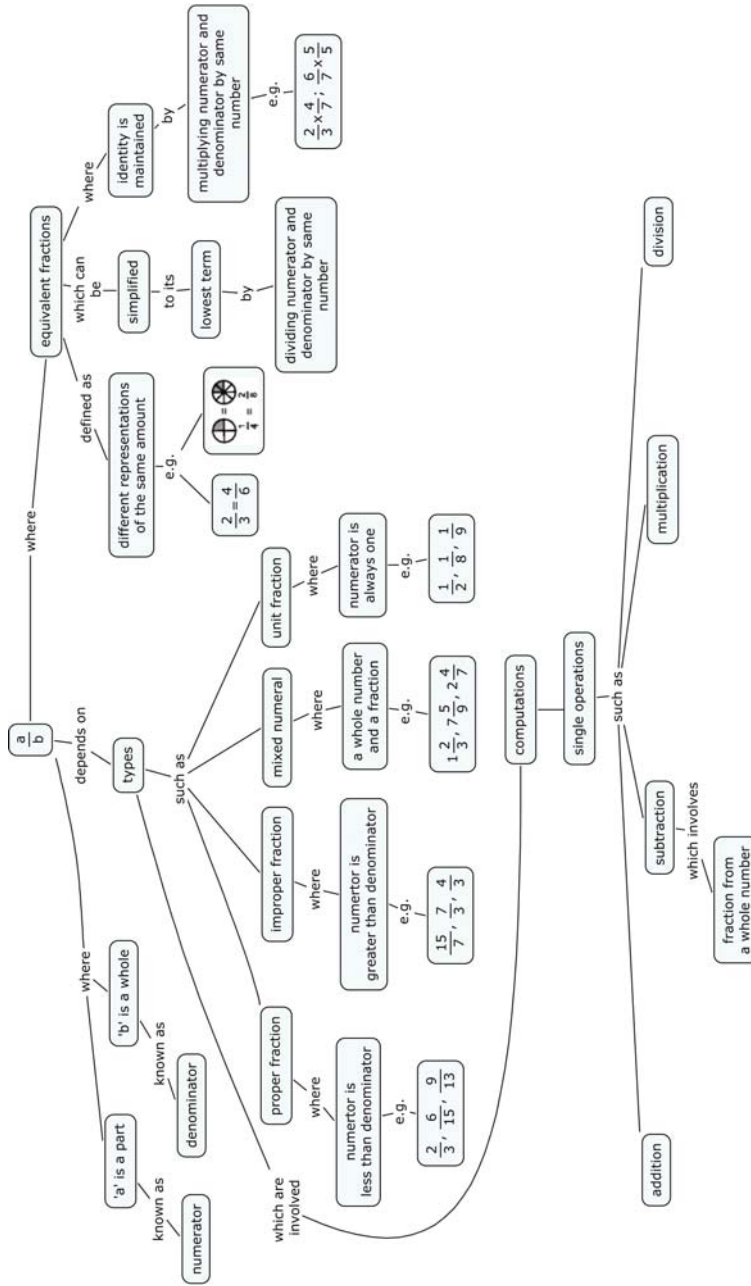 a
b
where
depends on
where
'a' is a part
'b' is a whole
types
equivalent fractions
known as
known as
numerator
denominator
such as
defined as
which can
be
where
different representations
of the same amount
simplified
identity is
maintained
e.g.
to its
by
2/3 = 4/6
=
1/4 = 2/8
lowest term
multiplying numerator and
denominator by same
number
by
e.g.
dividing numerator and
denominator by same
number
2/3 x 4/7 ; 6/7 x 5/5
which are
involved
proper fraction
improper fraction
mixed numeral
unit fraction
where
where
where
where
numertor is
less than denominator
numertor is
greater than denominator
a whole number
and a fraction
numerator is
always one
e.g.
e.g.
e.g.
e.g.
2/3, 6/15, 9/13
15/7, 7/3, 4/3
1 2/3, 7 5/9, 2 4/7
1/2, 1/8, 1/9
computations
single operations
such as
addition
subtraction
multiplication
division
which involves
fraction from
a whole number